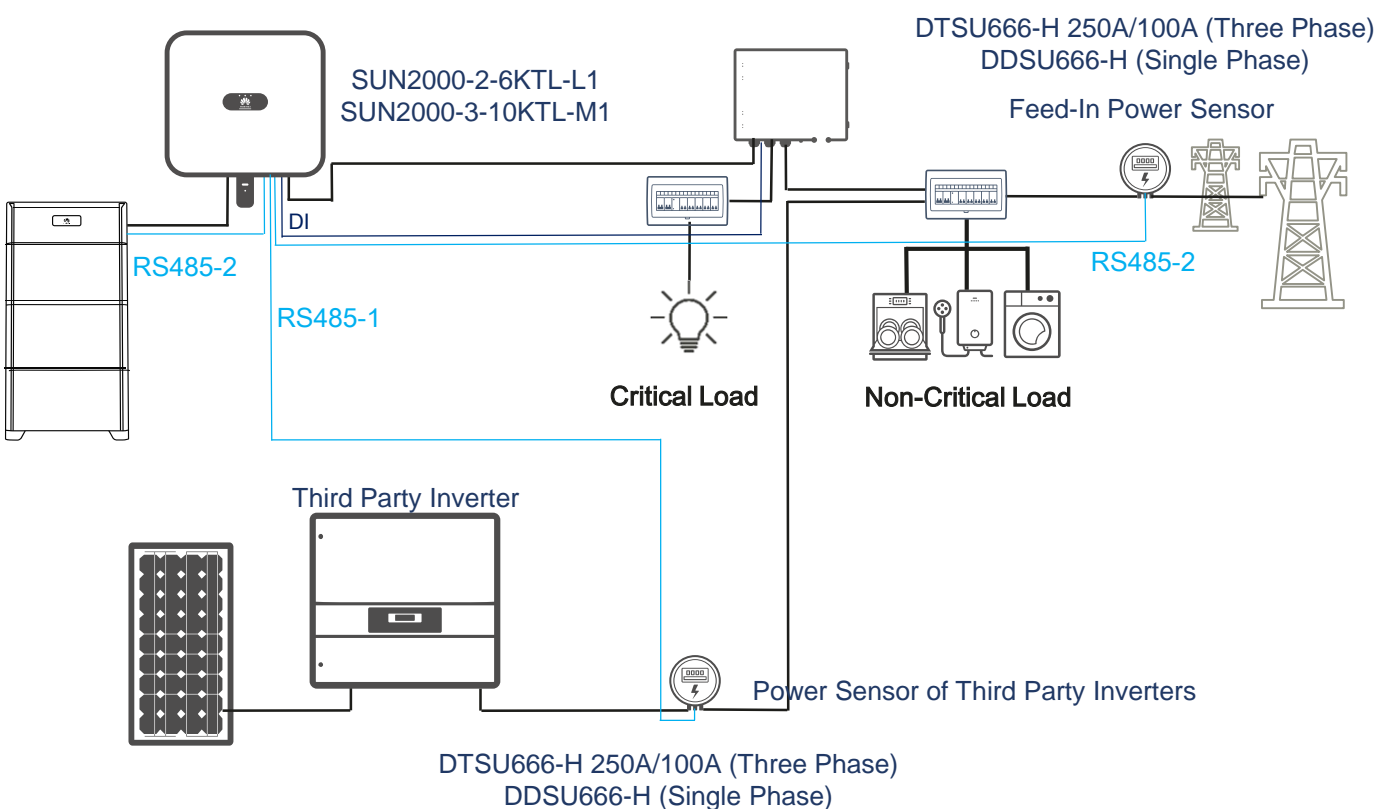 DTSU666-H 250A/100A (Three Phase)
DDSU666-H (Single Phase)
SUN2000-2-6KTL-L1
SUN2000-3-10KTL-M1
Feed-In Power Sensor
DI
RS485-2
RS485-2
RS485-1
Critical Load
Non-Critical Load
Third Party Inverter
Power Sensor of Third Party Inverters
DTSU666-H 250A/100A (Three Phase)
DDSU666-H (Single Phase)